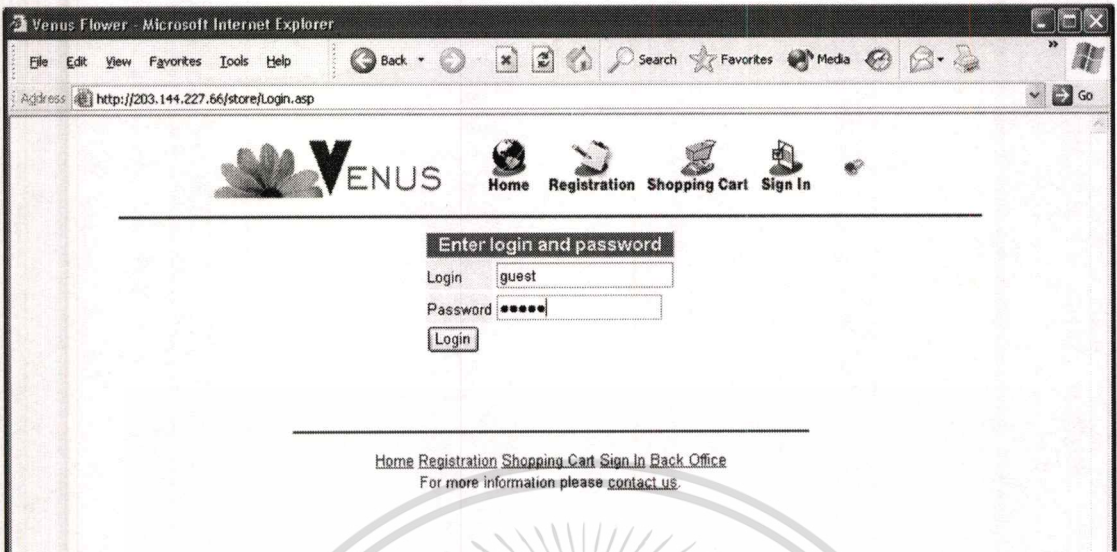 Venus Flower - Microsoft Internet Explorer
File Edit View Favorites Tools Help Back Search Favorites Media
Address http://203.144.227.66/store/Login.asp Go
VENUS Home Registration Shopping Cart Sign In
Enter login and password
Login guest
Password •••••
Login
Home Registration Shopping Cart Sign In Back Office
For more information please contact us.